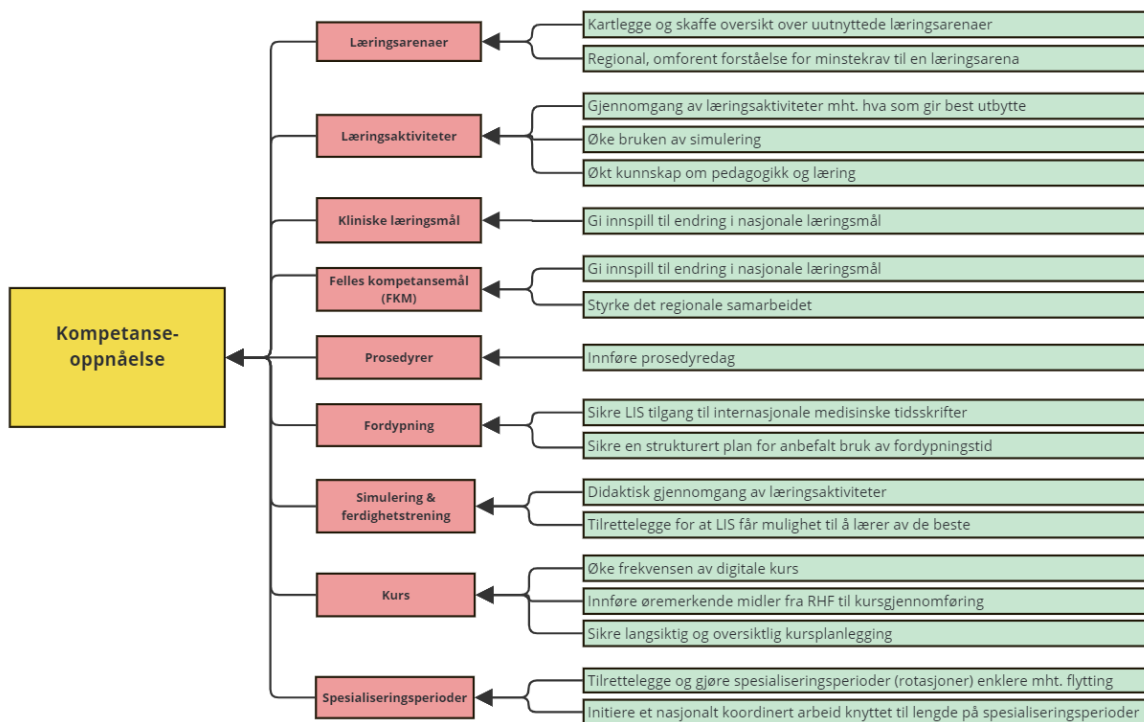 Kompetanse-
oppnåelse
Læringsarenaer
Kartlegge og skaffe oversikt over uutnyttede læringsarenaer
Regional, omforent forståelse for minstekrav til en læringsarena
Læringsaktiviteter
Gjennomgang av læringsaktiviteter mht. hva som gir best utbytte
Øke bruken av simulering
Økt kunnskap om pedagogikk og læring
Kliniske læringsmål
Gi innspill til endring i nasjonale læringsmål
Felles kompetansemål
(FKM)
Gi innspill til endring i nasjonale læringsmål
Styrke det regionale samarbeidet
Prosedyrer
Innføre prosedyredag
Fordypning
Sikre LIS tilgang til internasjonale medisinske tidsskrifter
Sikre en strukturert plan for anbefalt bruk av fordypningstid
Simulering &
ferdighetstrening
Didaktisk gjennomgang av læringsaktiviteter
Tilrettelegge for at LIS får mulighet til å lærer av de beste
Kurs
Øke frekvensen av digitale kurs
Innføre øremerkende midler fra RHF til kursgjennomføring
Sikre langsiktig og oversiktlig kursplanlegging
Spesialiseringsperioder
Tilrettelegge og gjøre spesialiseringsperioder (rotasjoner) enklere mht. flytting
Initiere et nasjonalt koordinert arbeid knyttet til lengde på spesialiseringsperioder